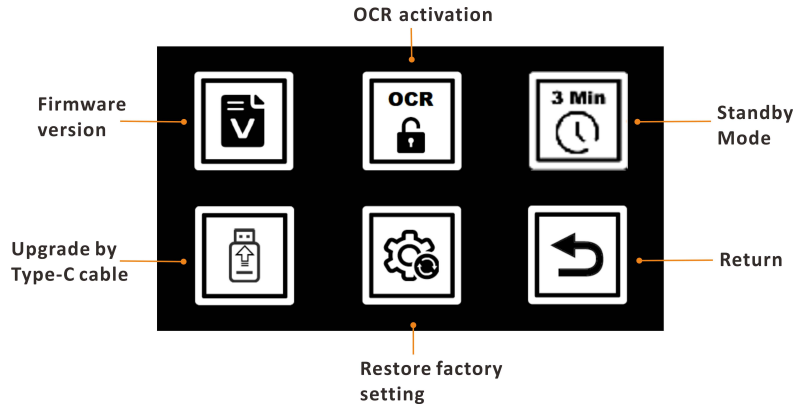 OCR activation
Firmware
version
V
OCR
3 Min
Standby
Mode
Upgrade by
Type-C cable
Return
Restore factory
setting